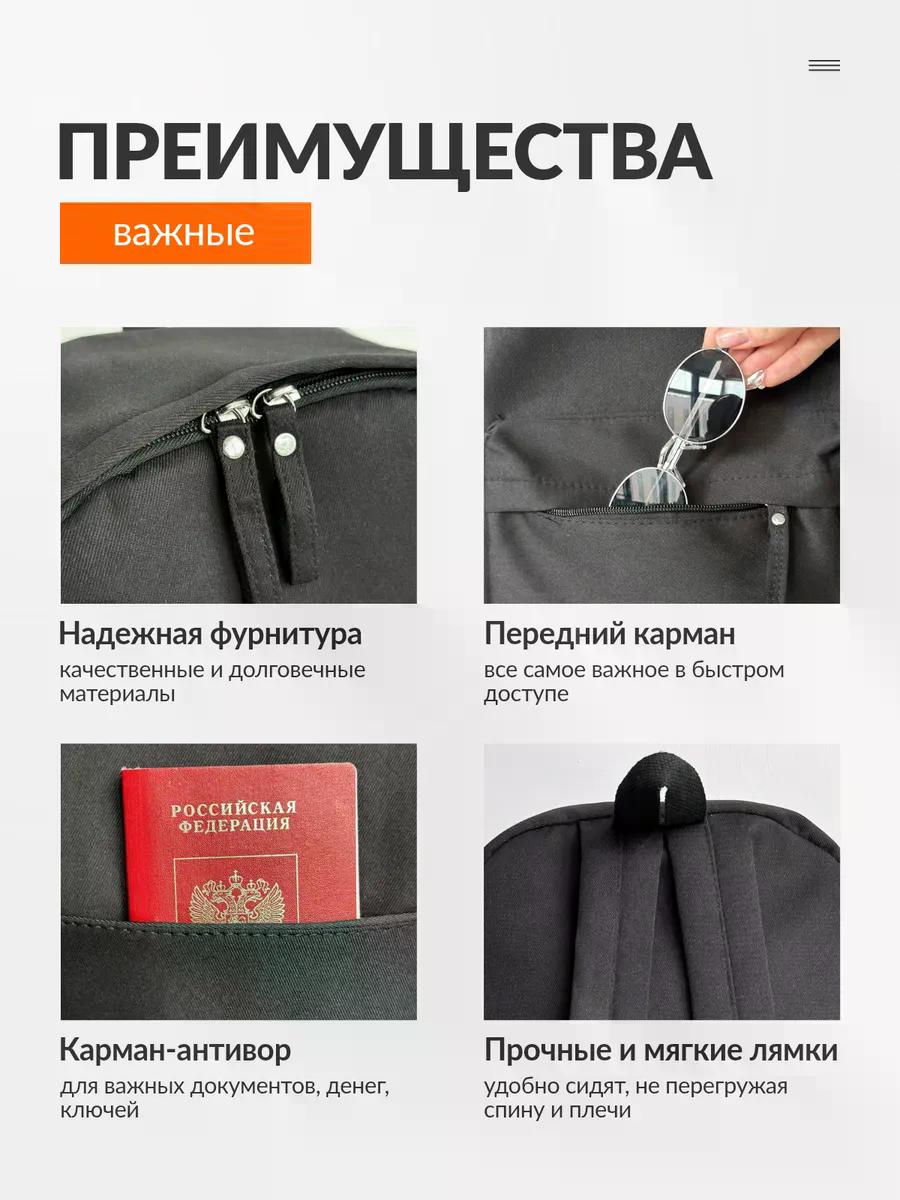 ПРЕИМУЩЕСТВА
важные
Надежная фурнитура
качественные и долговечные
материалы
Передний карман
все самое важное в быстром
доступе
РОССИЙСКАЯ
ФЕДЕРАЦИЯ
Карман-антивор
для важных документов, денег,
ключей
Прочные и мягкие лямки
удобно сидят, не перегружая
спину и плечи